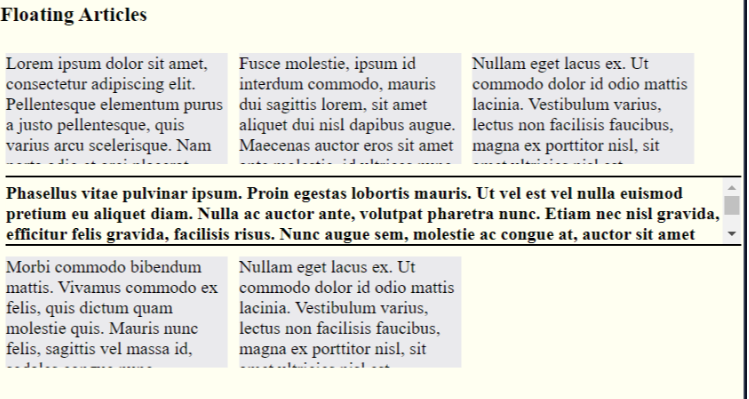 Floating Articles
Lorem ipsum dolor sit amet,
consectetur adipiscing elit.
Pellentesque elementum purus
a justo pellentesque, quis
varius arcu scelerisque. Nam
Fusce molestie, ipsum id
interdum commodo, mauris
dui sagittis lorem, sit amet
aliquet dui nisl dapibus augue.
Maecenas auctor eros sit amet
Nullam eget lacus ex. Ut
commodo dolor id odio mattis
lacinia. Vestibulum varius,
lectus non facilisis faucibus,
magna ex porttitor nisl, sit
Phasellus vitae pulvinar ipsum. Proin egestas lobortis mauris. Ut vel est vel nulla euismod
pretium eu aliquet diam. Nulla ac auctor ante, volutpat pharetra nunc. Etiam nec nisl gravida,
efficitur felis gravida, facilisis risus. Nunc augue sem, molestie ac congue at, auctor sit amet
Morbi commodo bibendum
mattis. Vivamus commodo ex
felis, quis dictum quam
molestie quis. Mauris nunc
felis, sagittis vel massa id,
Nullam eget lacus ex. Ut
commodo dolor id odio mattis
lacinia. Vestibulum varius,
lectus non facilisis faucibus,
magna ex porttitor nisl, sit